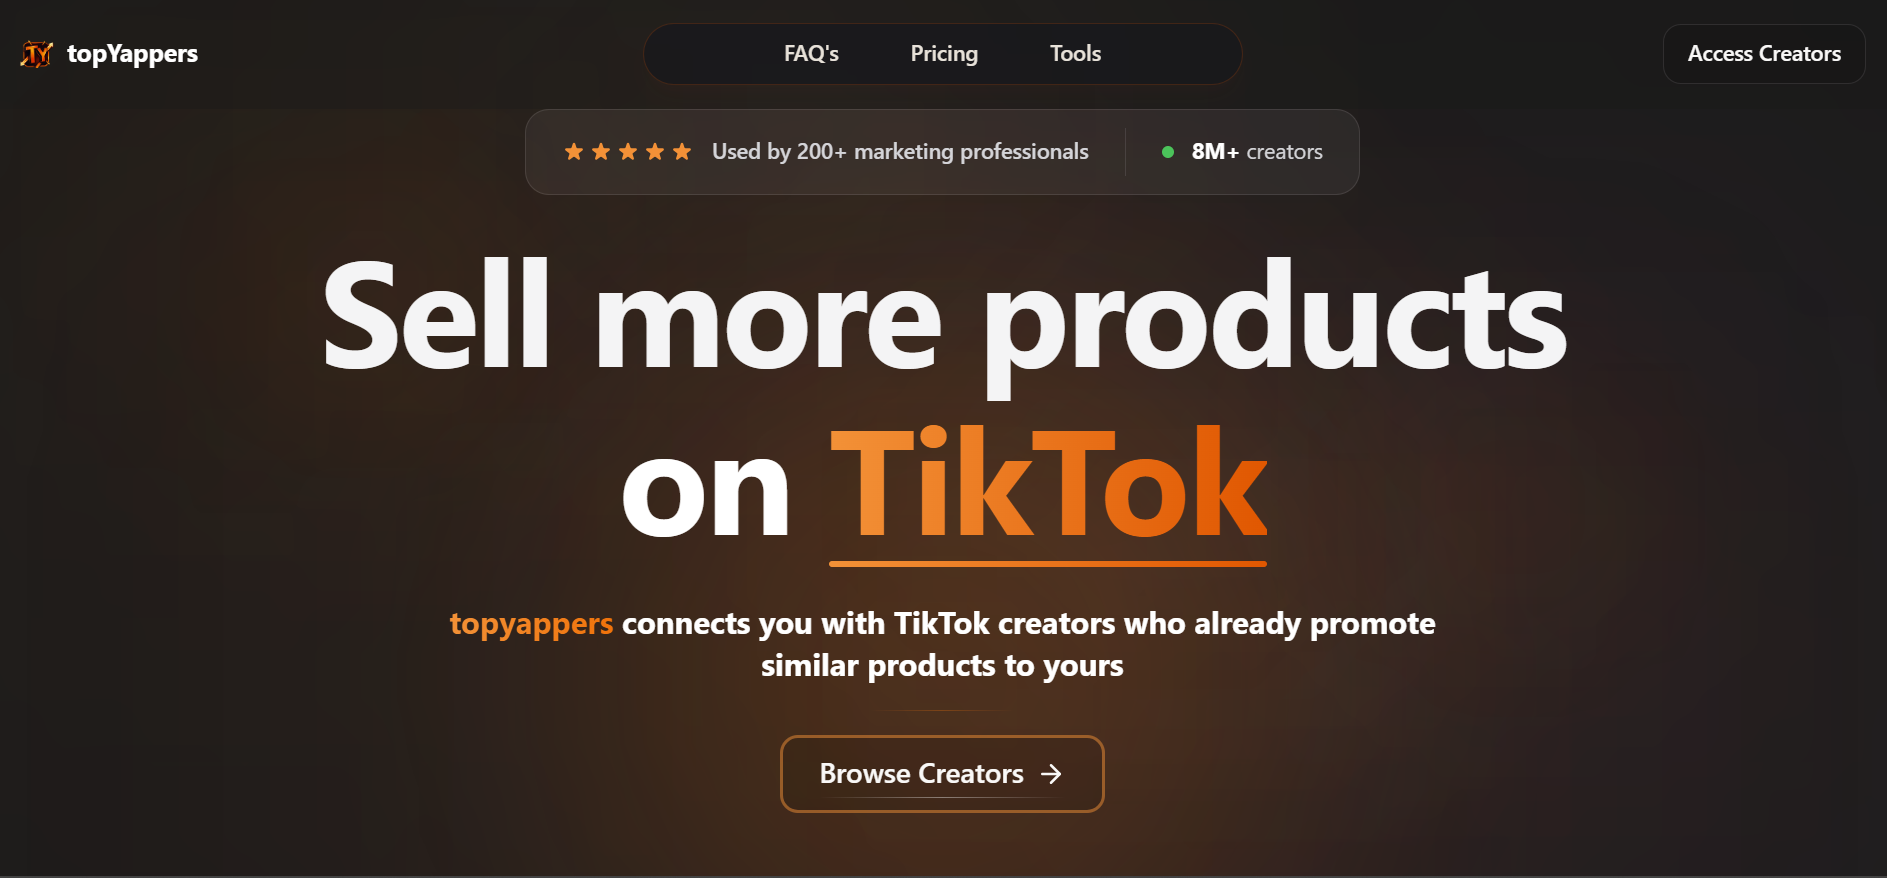 TY topYappers
FAQ's
Pricing
Tools
Access Creators
Used by 200+ marketing professionals
8M+ creators
Sell more products
on TikTok
topyappers connects you with TikTok creators who already promote
similar products to yours
Browse Creators →